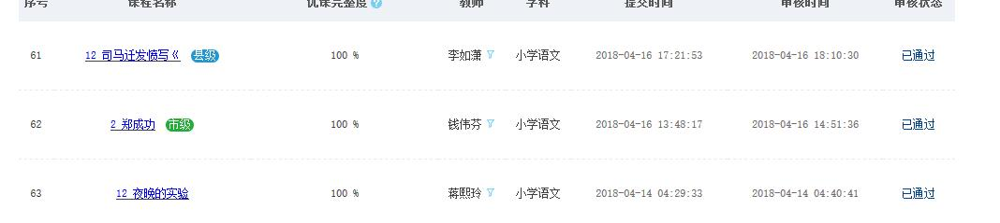 序号 课程名称 优课完整度 ? 教师 学科 提交时间 审核时间 审核状态
61 12 司马迁发愤写《 县级 100 % 李如潇 小学语文 2018-04-16 17:21:53 2018-04-16 18:10:30 已通过
62 2 郑成功 市级 100 % 钱伟芬 小学语文 2018-04-16 13:48:17 2018-04-16 14:51:36 已通过
63 12 夜晚的实验 100 % 蒋熙玲 小学语文 2018-04-14 04:29:33 2018-04-14 04:40:41 已通过